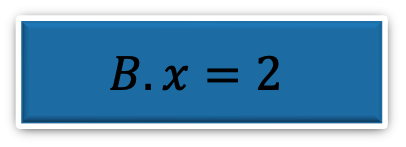 B. x = 2